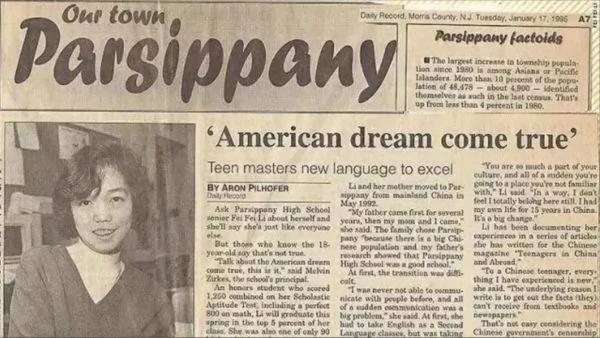 Our town
Parsippany
Daily Record, Morris County, N.J. Tuesday, January 17, 1995 A7
Parsippany factoids
■ The largest increase in township popula-
tion since 1980 is among Asians or Pacific
Islanders. More than 10 percent of the pop-
ulation of 48,478 — about 4,990 — identified
themselves as such in the last census. That's
up from less than 4 percent in 1980.
‘American dream come true’
Teen masters new language to excel
BY ARON PILHOFER
Daily Record
Ask Parsippany High School
senior Fei Fei Li about herself and
she'll say she's just like everyone
else.
But those who know the 18-
year-old say that's not true.
“Talk about the American dream
come true, this is it,” said Melvin
Zirkes, the school's principal.
An honors student who scored
1,250 combined on her Scholastic
Aptitude Test, including a perfect
800 on math, Li will graduate this
spring in the top 5 percent of her
class. She was also one of only 90
Li and her mother moved to Par-
sippany from mainland China in
May 1992.
“My father came first for several
years, then my mom and I came,”
she said. The family chose Parsip-
pany “because there is a big Chi-
nese population and my father's
research showed that Parsippany
High School was a good school.”
At first, the transition was diffi-
cult.
“I was never not able to commu-
nicate with people before, and all
of a sudden communication was a
big problem,” she said. At first, she
had to take English as a Second
Language classes, but was taking
“You are so much a part of your
culture, and all of a sudden you're
going to a place you're not familiar
with,” Li said. “In a way, I don't
feel I totally belong here still. I had
my own life for 15 years in China.
It's a big change.”
Li has been documenting her
experiences in a series of articles
she has written for the Chinese
magazine “Teenagers in China
and Abroad.”
“To a Chinese teenager, every-
thing I have experienced is new,”
she said. “The underlying reason I
write is to get out the facts (they)
can't receive from textbooks and
newspapers.”
That's not easy considering the
Chinese government's censorship